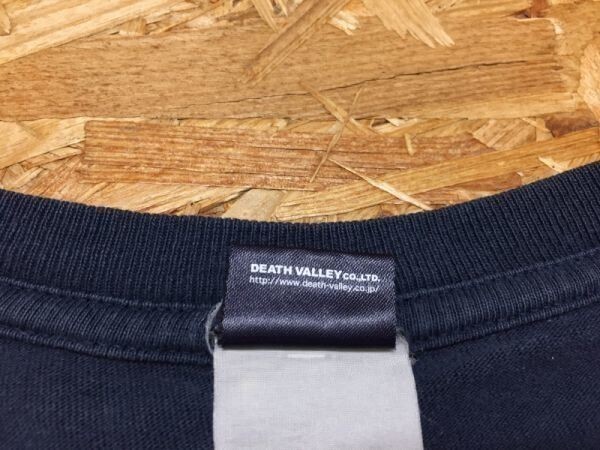 DEATH VALLEY CO.,LTD.
http://www.death-valley.co.jp/